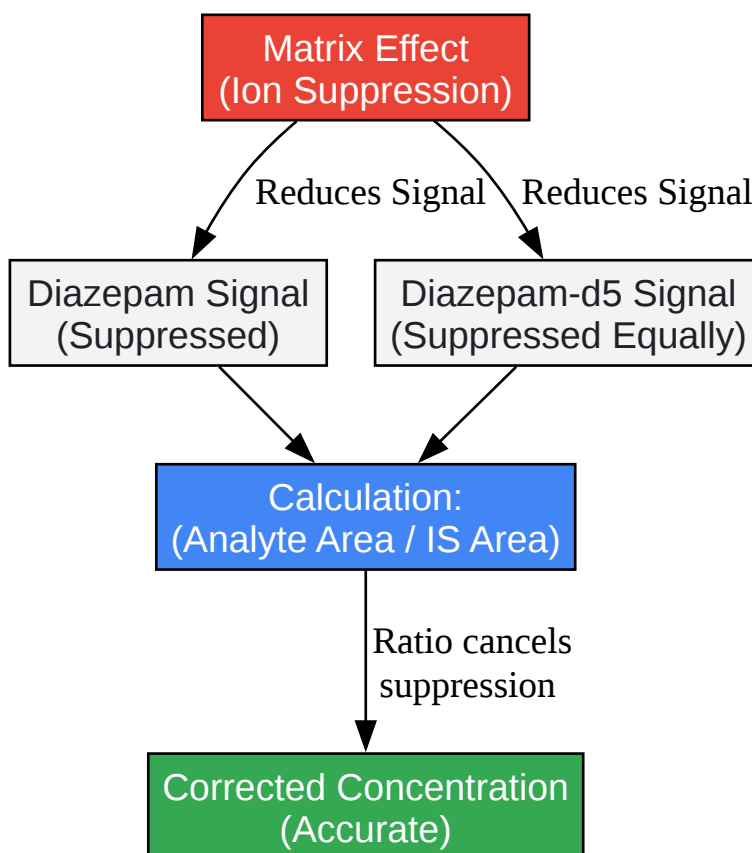 Matrix Effect
(Ion Suppression)
Reduces Signal
Reduces Signal
Diazepam Signal
(Suppressed)
Diazepam-d5 Signal
(Suppressed Equally)
Calculation:
(Analyte Area / IS Area)
Ratio cancels
suppression
Corrected Concentration
(Accurate)